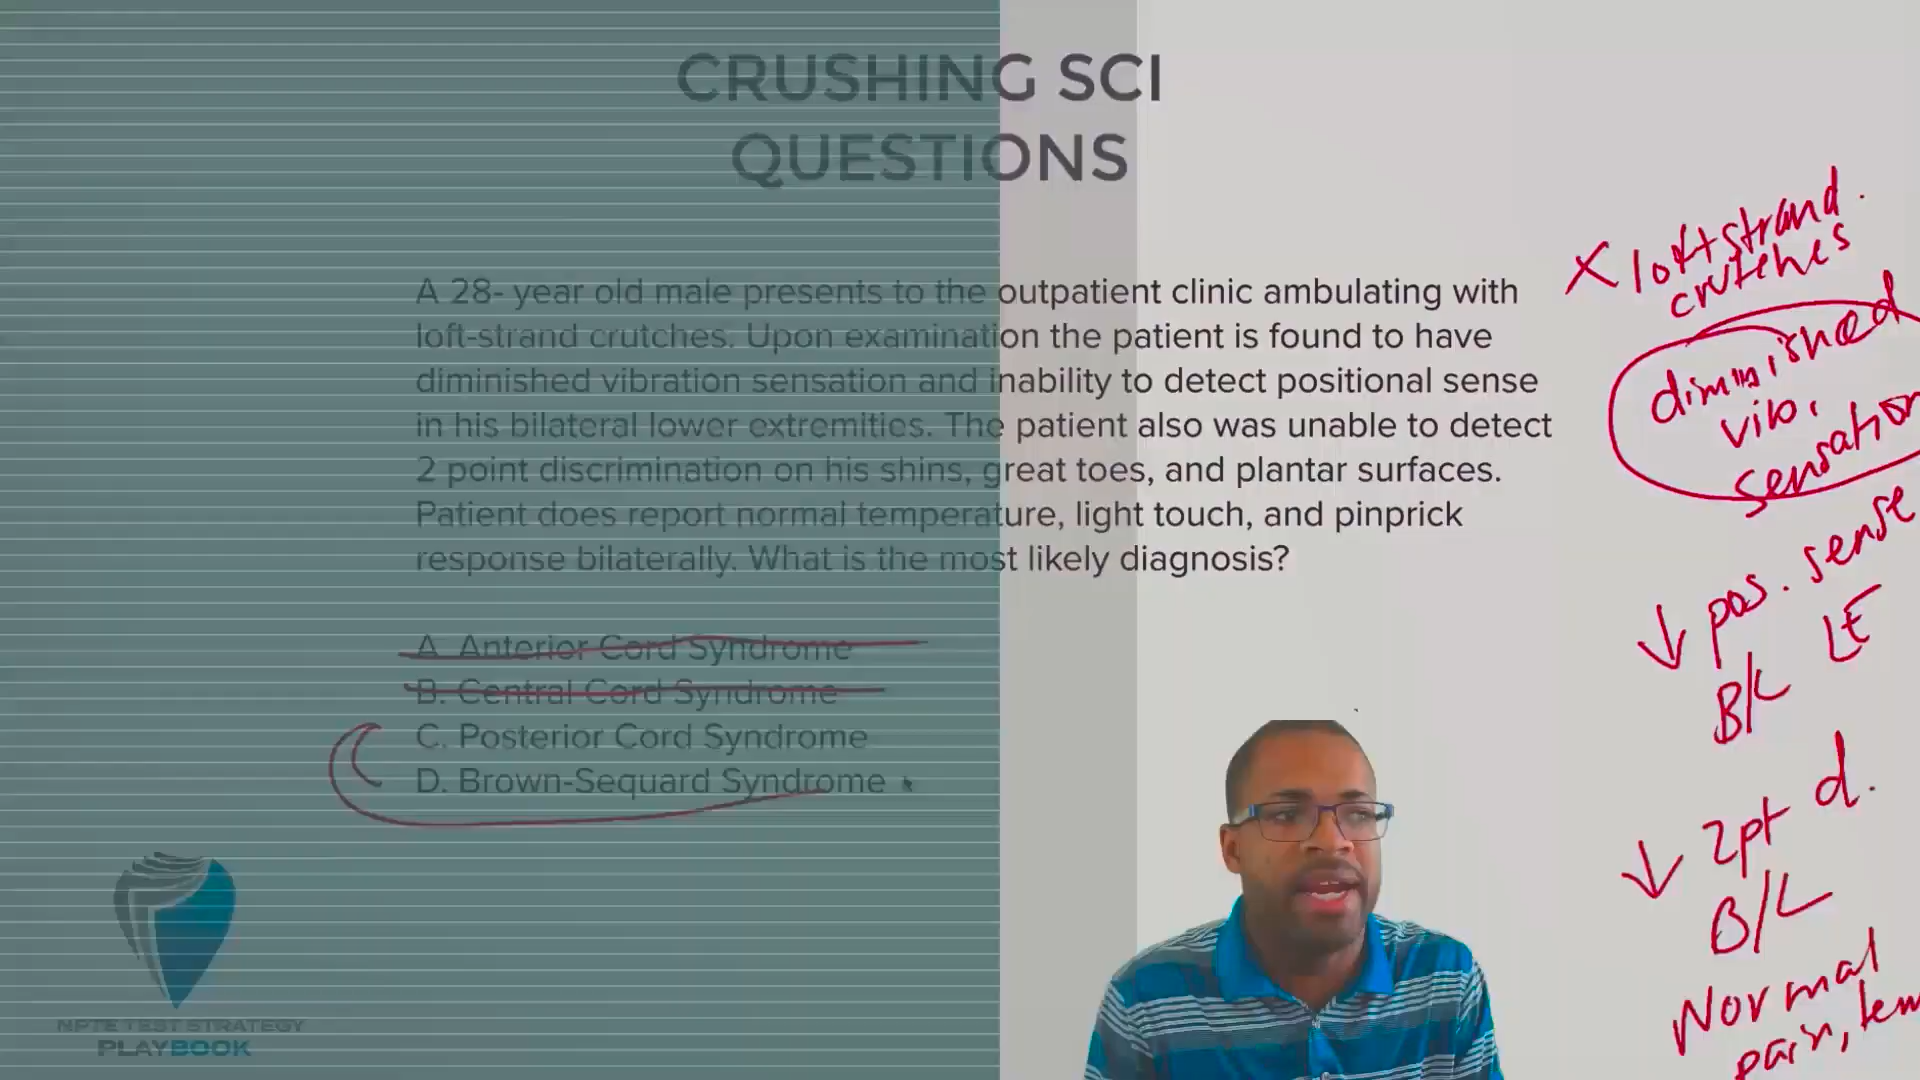 CRUSHING SCI
QUESTIONS
A 28- year old male presents to the outpatient clinic ambulating with
loft-strand crutches. Upon examination the patient is found to have
diminished vibration sensation and inability to detect positional sense
in his bilateral lower extremities. The patient also was unable to detect
2 point discrimination on his shins, great toes, and plantar surfaces.
Patient does report normal temperature, light touch, and pinprick
response bilaterally. What is the most likely diagnosis?
A. Anterior Cord Syndrome
B. Central Cord Syndrome
C. Posterior Cord Syndrome
D. Brown-Sequard Syndrome
X loftstrand.
crutches
diminished
vib.
sensation
↓ pos. sense
B/L LE
↓ 2pt d.
B/L
Normal
pain, tem
NPTE TEST STRATEGY
PLAYBOOK